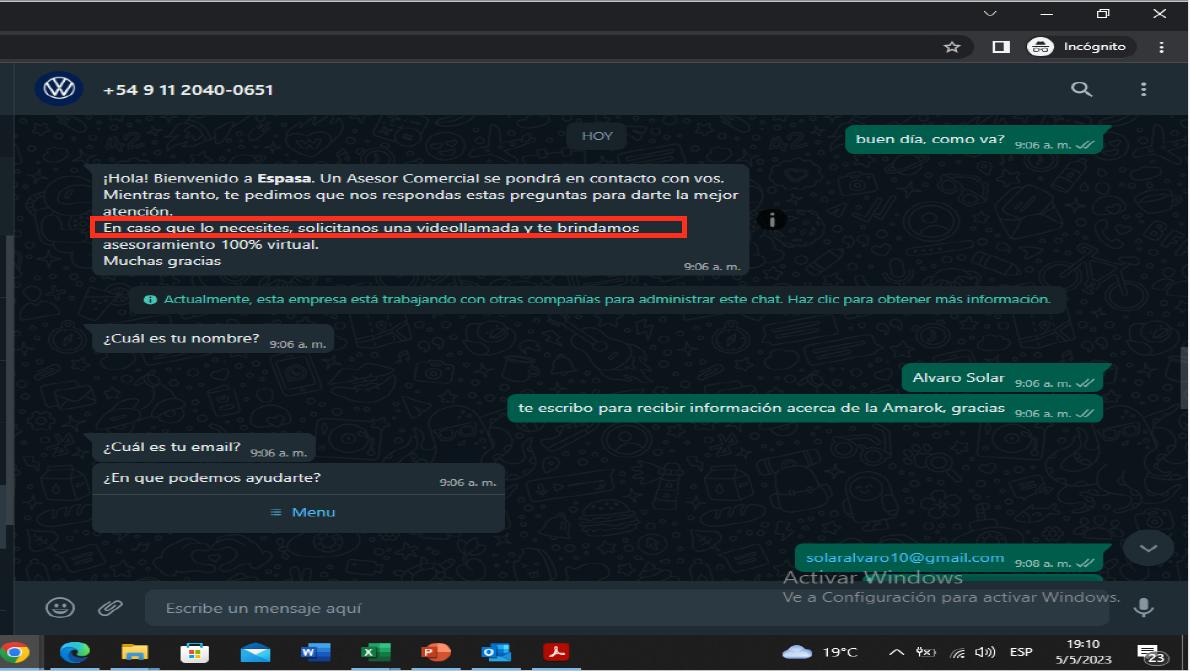 Incógnito
+54 9 11 2040-0651
HOY
buen día, como va? 9:06 a. m.
¡Hola! Bienvenido a Espasa. Un Asesor Comercial se pondrá en contacto con vos.
Mientras tanto, te pedimos que nos respondas estas preguntas para darte la mejor
atención.
En caso que lo necesites, solicitanos una videollamada y te brindamos
asesoramiento 100% virtual.
Muchas gracias
9:06 a. m.
Actualmente, esta empresa está trabajando con otras compañías para administrar este chat. Haz clic para obtener más información.
¿Cuál es tu nombre? 9:06 a. m.
Alvaro Solar 9:06 a. m.
te escribo para recibir información acerca de la Amarok, gracias 9:06 a. m.
¿Cuál es tu email? 9:06 a. m.
¿En que podemos ayudarte? 9:06 a. m.
Menu
solaralvaro10@gmail.com 9:08 a. m.
Activar Windows
Ve a Configuración para activar Windows.
Escribe un mensaje aquí
19°C
ESP
19:10
5/5/2023
23